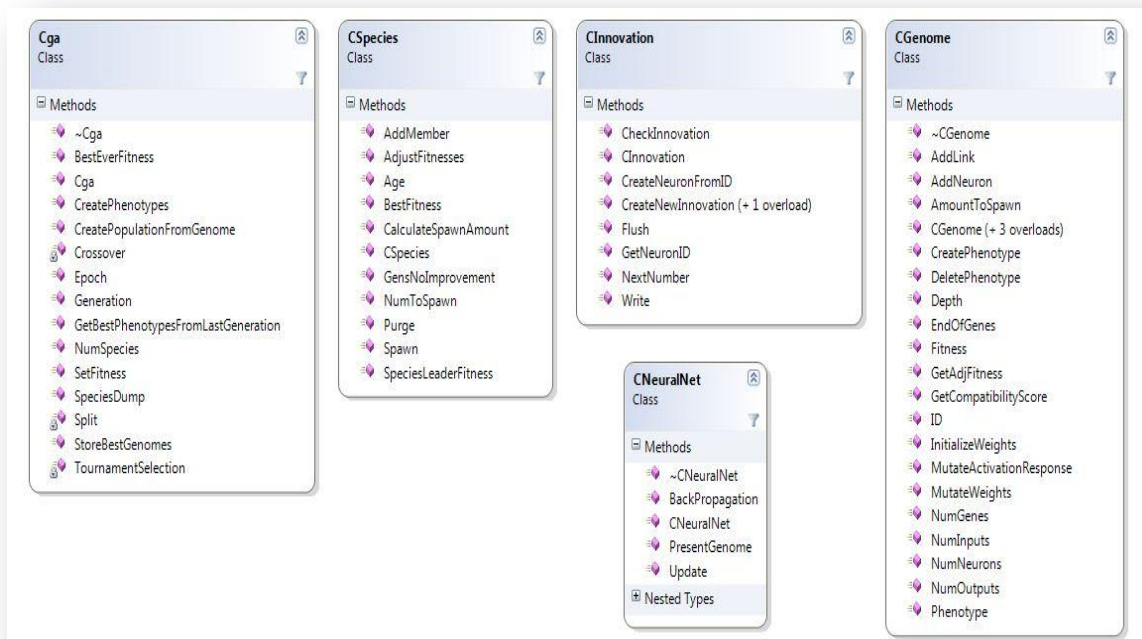 Cga
Class
Methods
~Cga
BestEverFitness
Cga
CreatePhenotypes
CreatePopulationFromGenome
Crossover
Epoch
Generation
GetBestPhenotypesFromLastGeneration
NumSpecies
SetFitness
SpeciesDump
Split
StoreBestGenomes
TournamentSelection
CSpecies
Class
Methods
AddMember
AdjustFitnesses
Age
BestFitness
CalculateSpawnAmount
CSpecies
GensNoImprovement
NumToSpawn
Purge
Spawn
SpeciesLeaderFitness
CInnovation
Class
Methods
CheckInnovation
CInnovation
CreateNeuronFromID
CreateNewInnovation (+ 1 overload)
Flush
GetNeuronID
NextNumber
Write
CNeuralNet
Class
Methods
~CNeuralNet
BackPropagation
CNeuralNet
PresentGenome
Update
Nested Types
CGenome
Class
Methods
~CGenome
AddLink
AddNeuron
AmountToSpawn
CGenome (+ 3 overloads)
CreatePhenotype
DeletePhenotype
Depth
EndOfGenes
Fitness
GetAdjFitness
GetCompatibilityScore
ID
InitializeWeights
MutateActivationResponse
MutateWeights
NumGenes
NumInputs
NumNeurons
NumOutputs
Phenotype